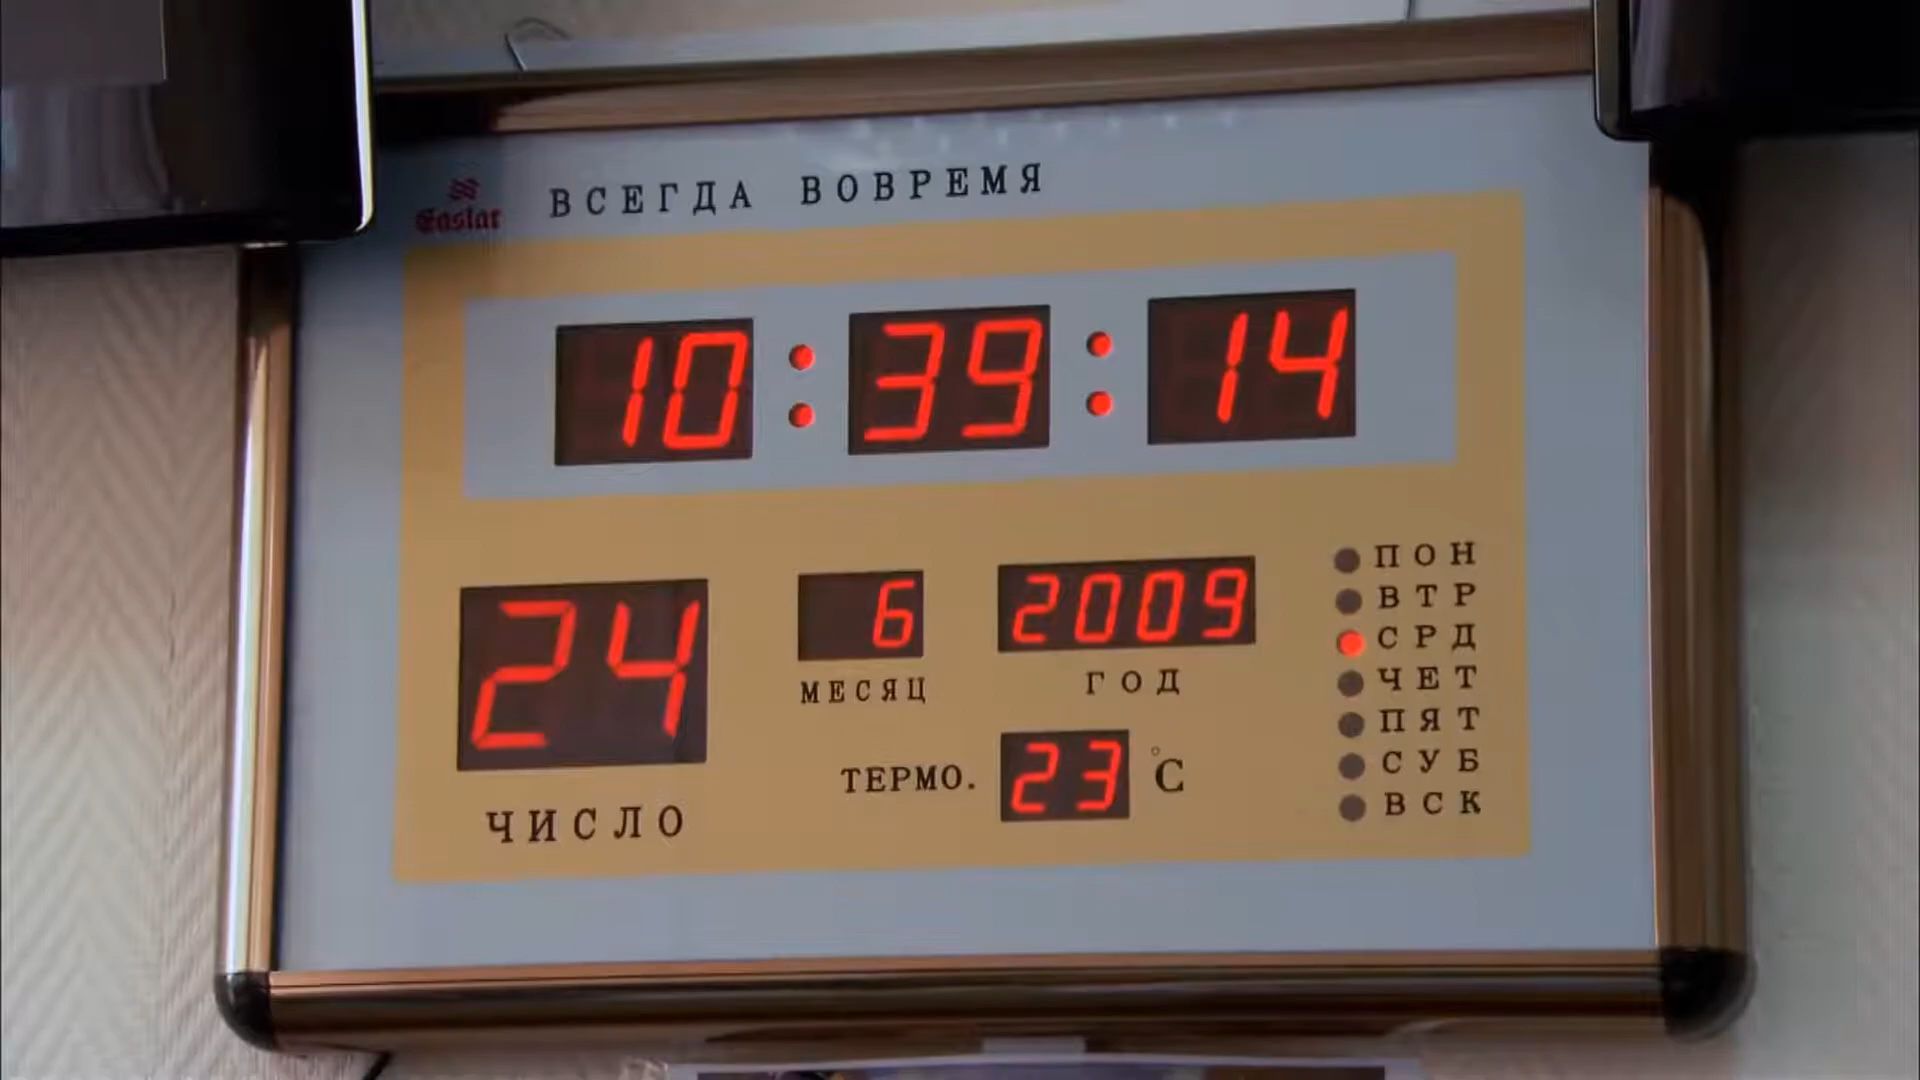 Eastar
ВСЕГДА ВОВРЕМЯ
10:39:14
24
6
2009
ЧИСЛО
МЕСЯЦ
ГОД
ТЕРМО. 23 °C
ПОН
ВТР
СРД
ЧЕТ
ПЯТ
СУБ
ВСК